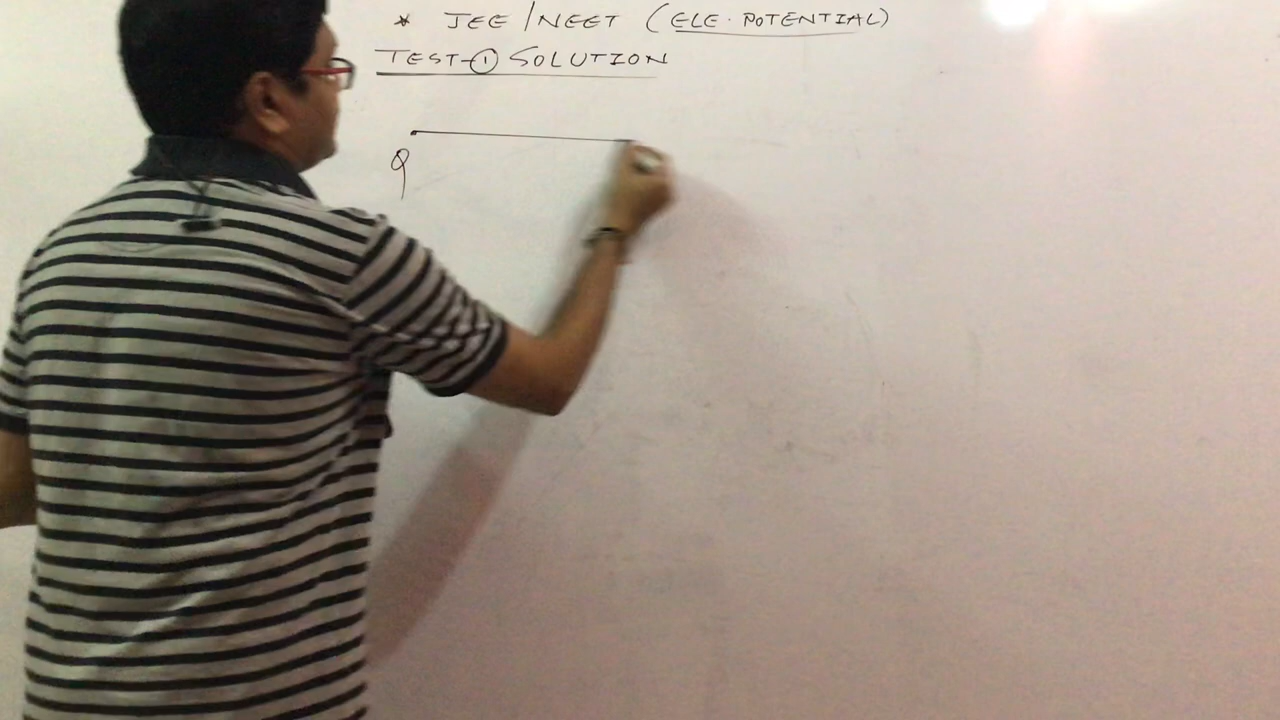 * JEE/NEET (ELE. POTENTIAL)
TEST-① SOLUTION
Q